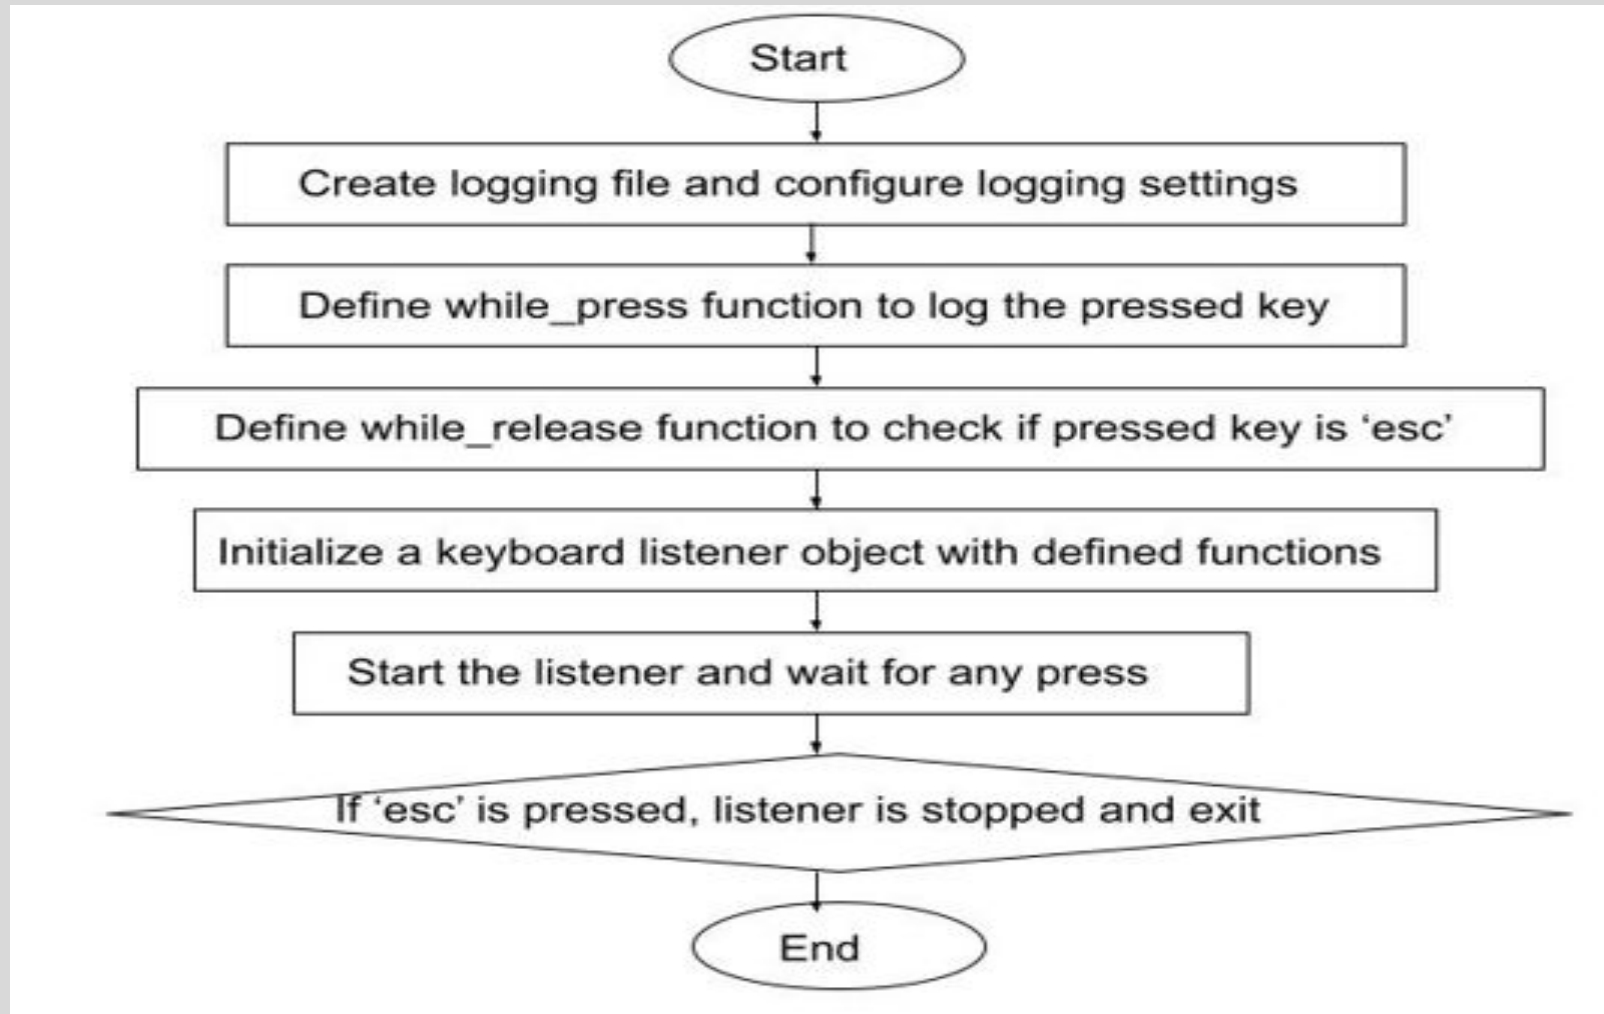 Start
Create logging file and configure logging settings
Define while_press function to log the pressed key
Define while_release function to check if pressed key is ‘esc’
Initialize a keyboard listener object with defined functions
Start the listener and wait for any press
If ‘esc’ is pressed, listener is stopped and exit
End